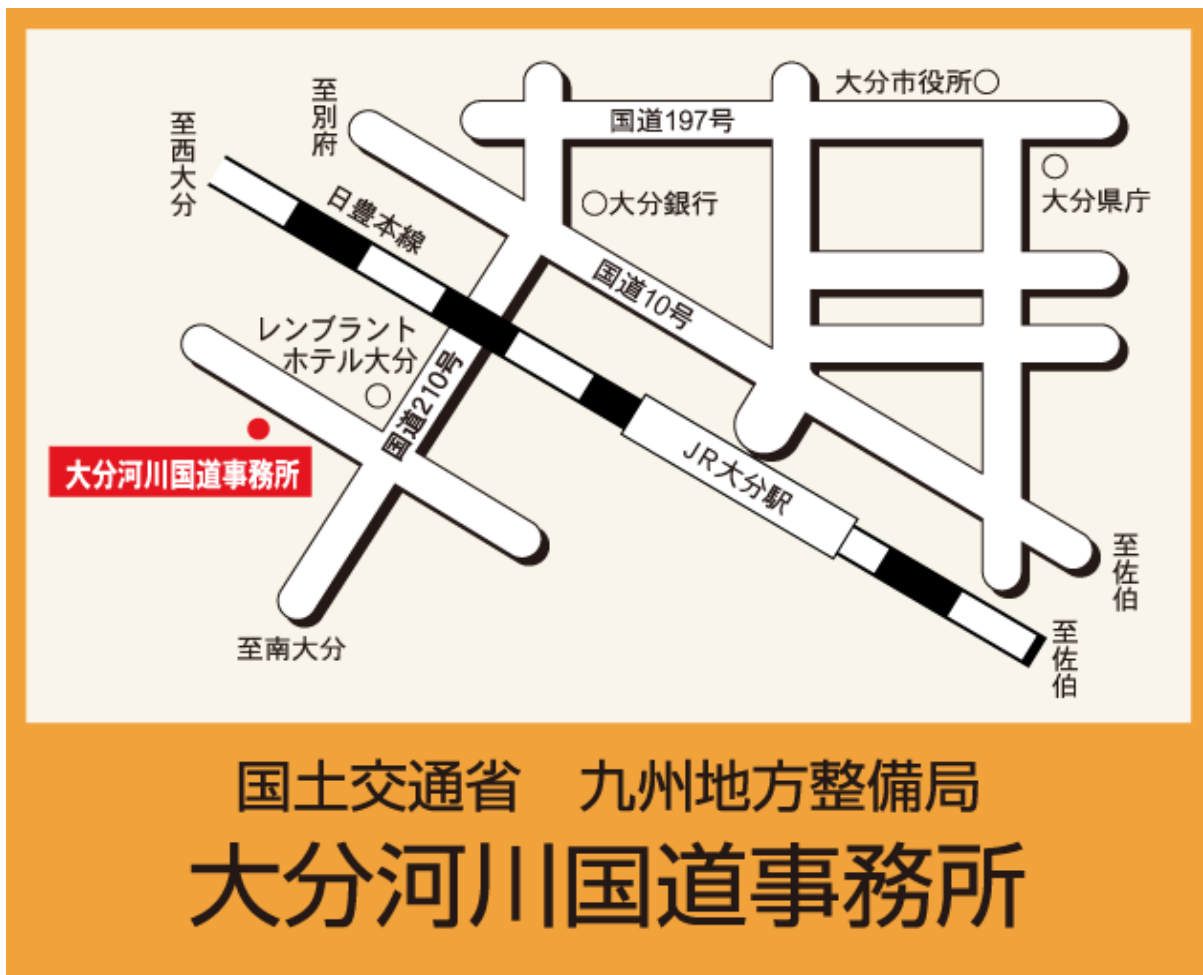 大分市役所
国道197号
至別府
至西大分
大分県庁
大分銀行
日豊本線
国道10号
レンブラント
ホテル大分
国道210号
大分河川国道事務所
JR大分駅
至佐伯
至佐伯
至南大分
国土交通省　九州地方整備局
大分河川国道事務所